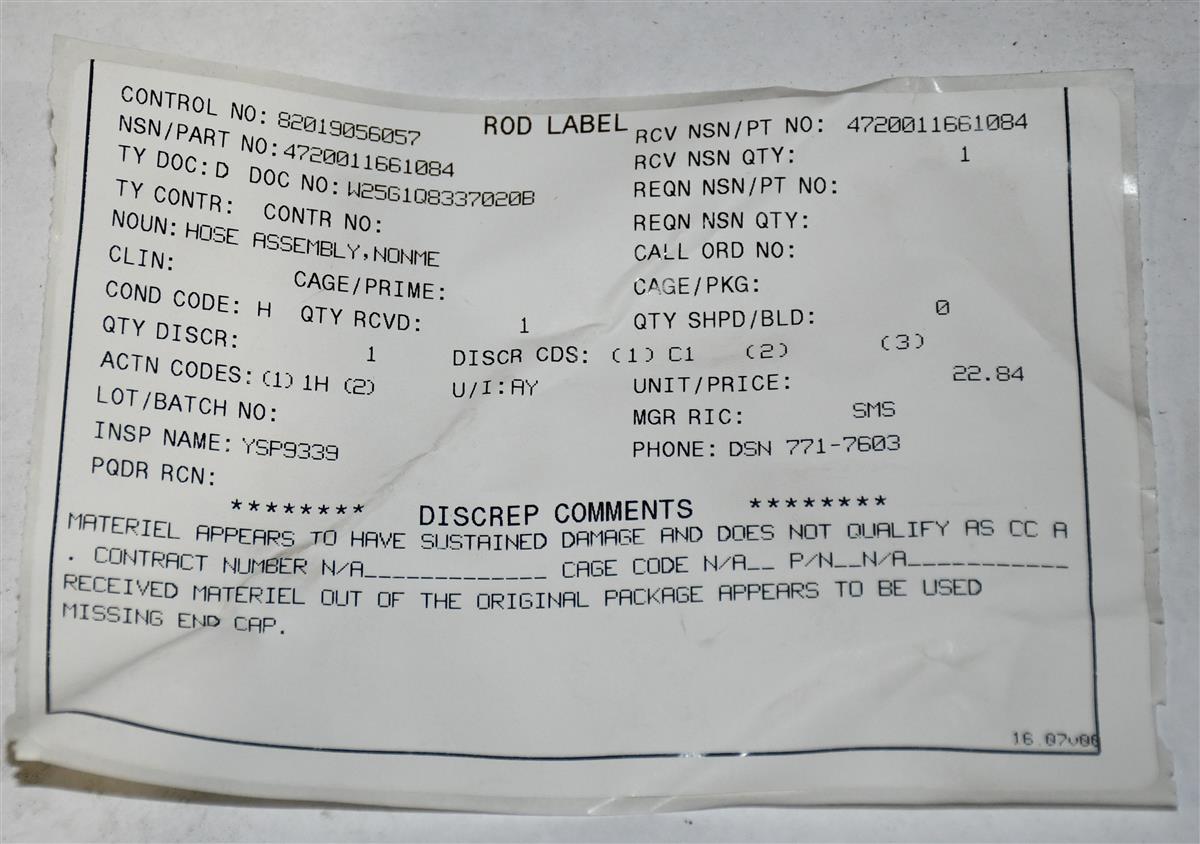 ROD LABEL
CONTROL NO: 82019056057 RCV NSN/PT NO: 4720011661084
NSN/PART NO: 4720011661084 RCV NSN QTY: 1
TY DOC: D DOC NO: W25G1Q8337020B REQN NSN/PT NO:
TY CONTR: CONTR NO: REQN NSN QTY:
NOUN: HOSE ASSEMBLY,NONME CALL ORD NO:
CLIN: CAGE/PRIME: CAGE/PKG:
COND CODE: H QTY RCVD: 1 QTY SHPD/BLD: 0
QTY DISCR: 1 DISCR CDS: (1) C1 (2) (3)
ACTN CODES: (1) 1H (2) U/I: AY UNIT/PRICE: 22.84
LOT/BATCH NO: MGR RIC: SMS
INSP NAME: YSP9339 PHONE: DSN 771-7603
PQDR RCN:
******** DISCREP COMMENTS ********
MATERIEL APPEARS TO HAVE SUSTAINED DAMAGE AND DOES NOT QUALIFY AS CC A
. CONTRACT NUMBER N/A_____________ CAGE CODE N/A__ P/N__N/A____________
RECEIVED MATERIEL OUT OF THE ORIGINAL PACKAGE APPEARS TO BE USED
MISSING END CAP.